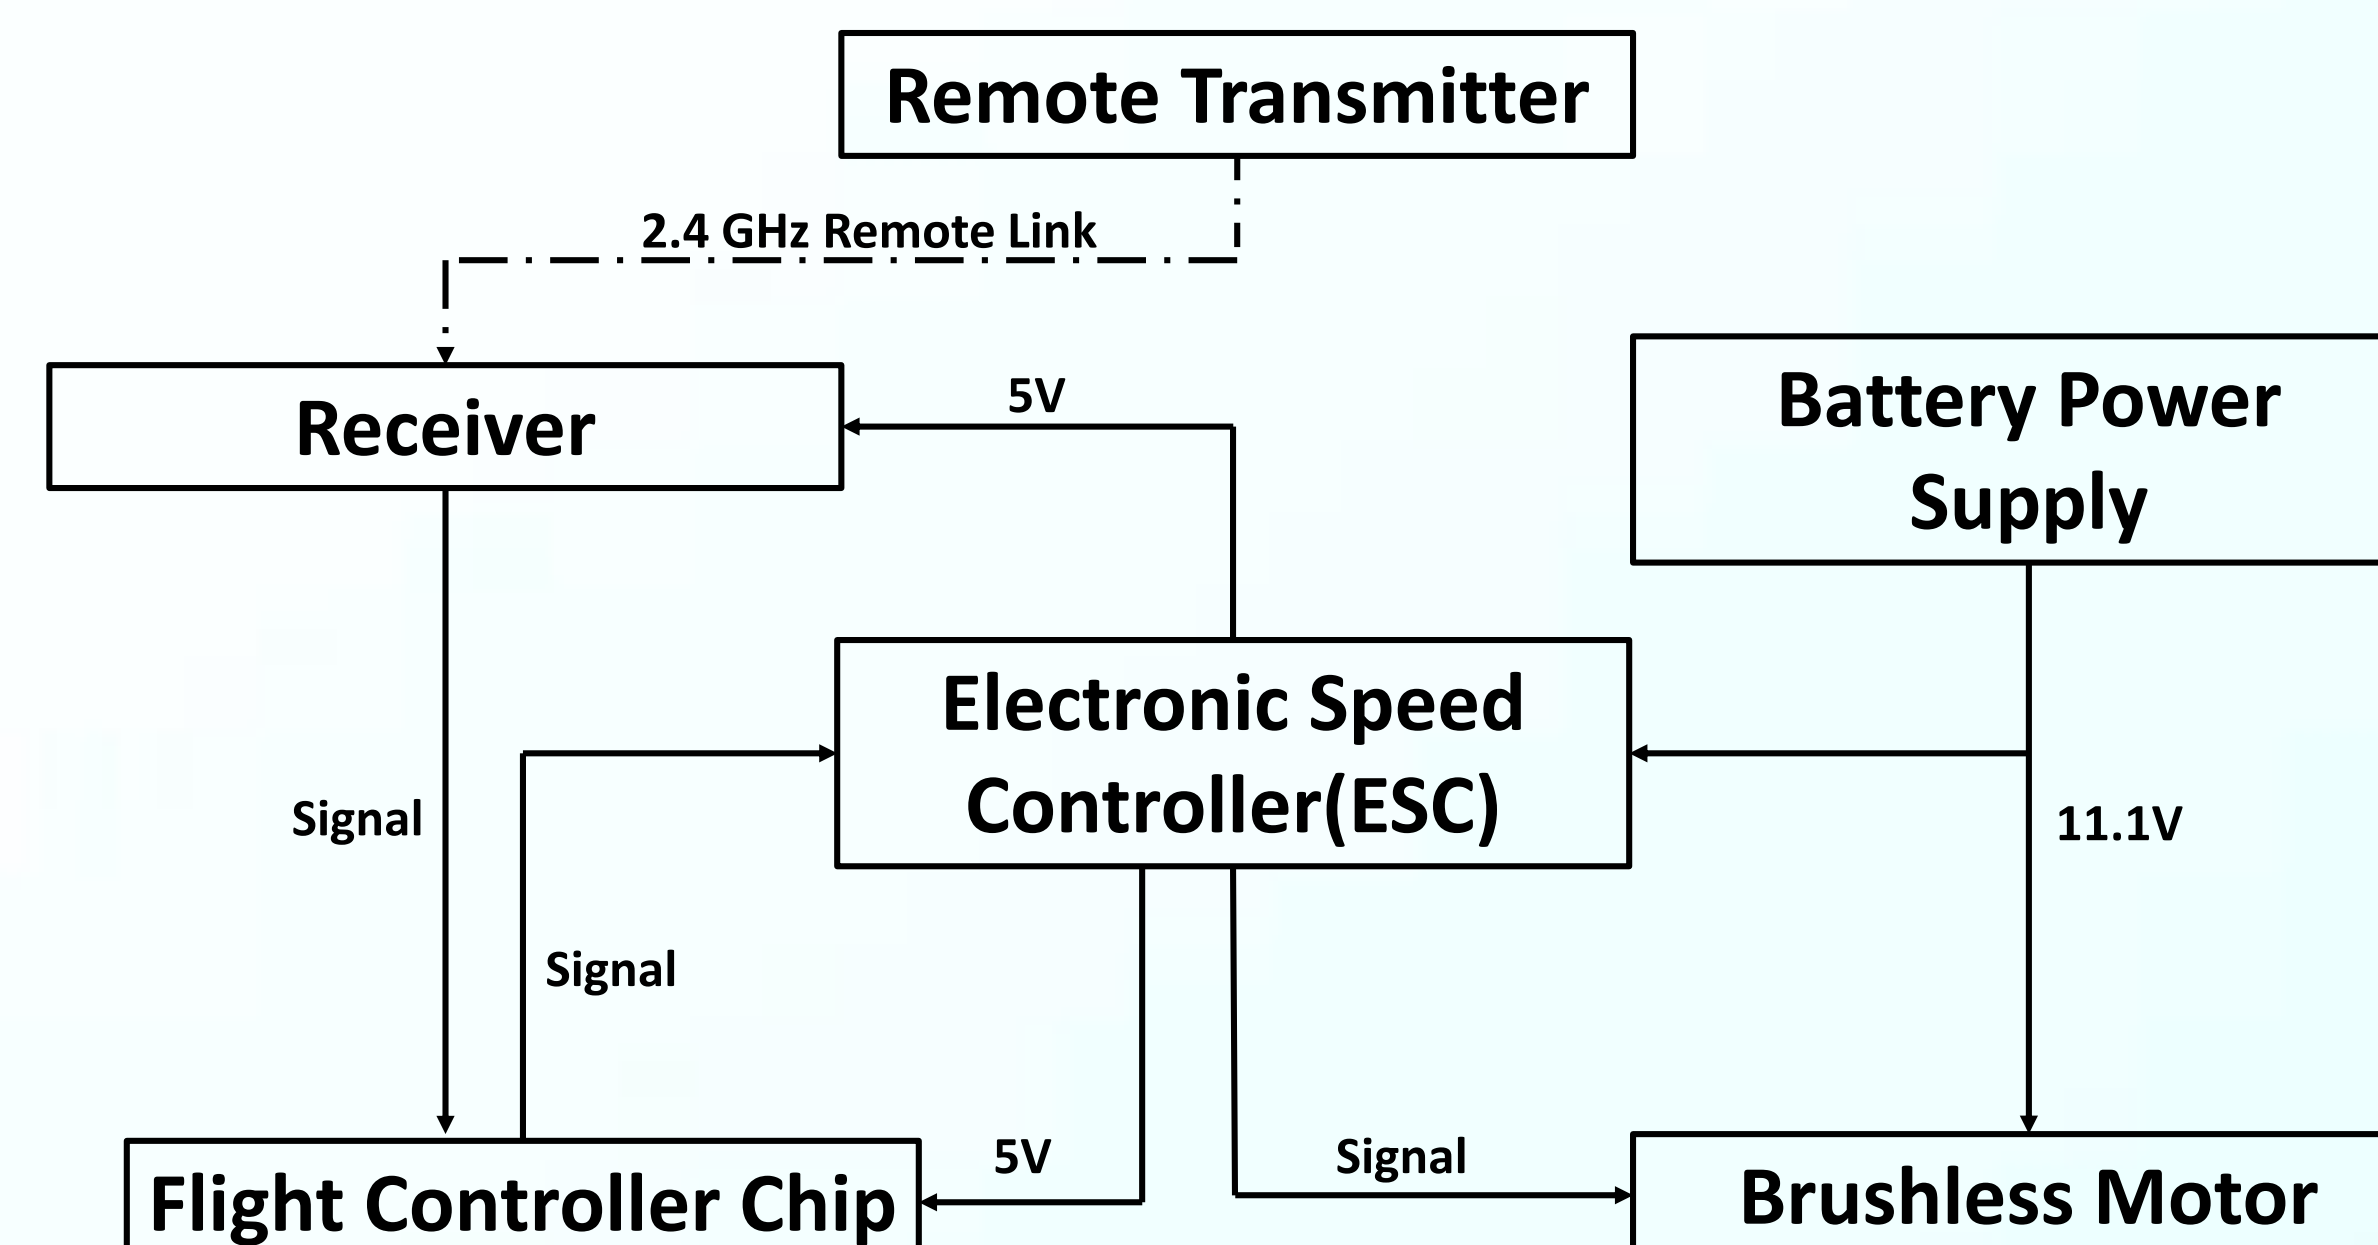 Remote Transmitter
2.4 GHz Remote Link
Receiver
5V
Battery Power
Supply
Electronic Speed
Controller(ESC)
Signal
11.1V
Signal
5V
Signal
Flight Controller Chip
Brushless Motor